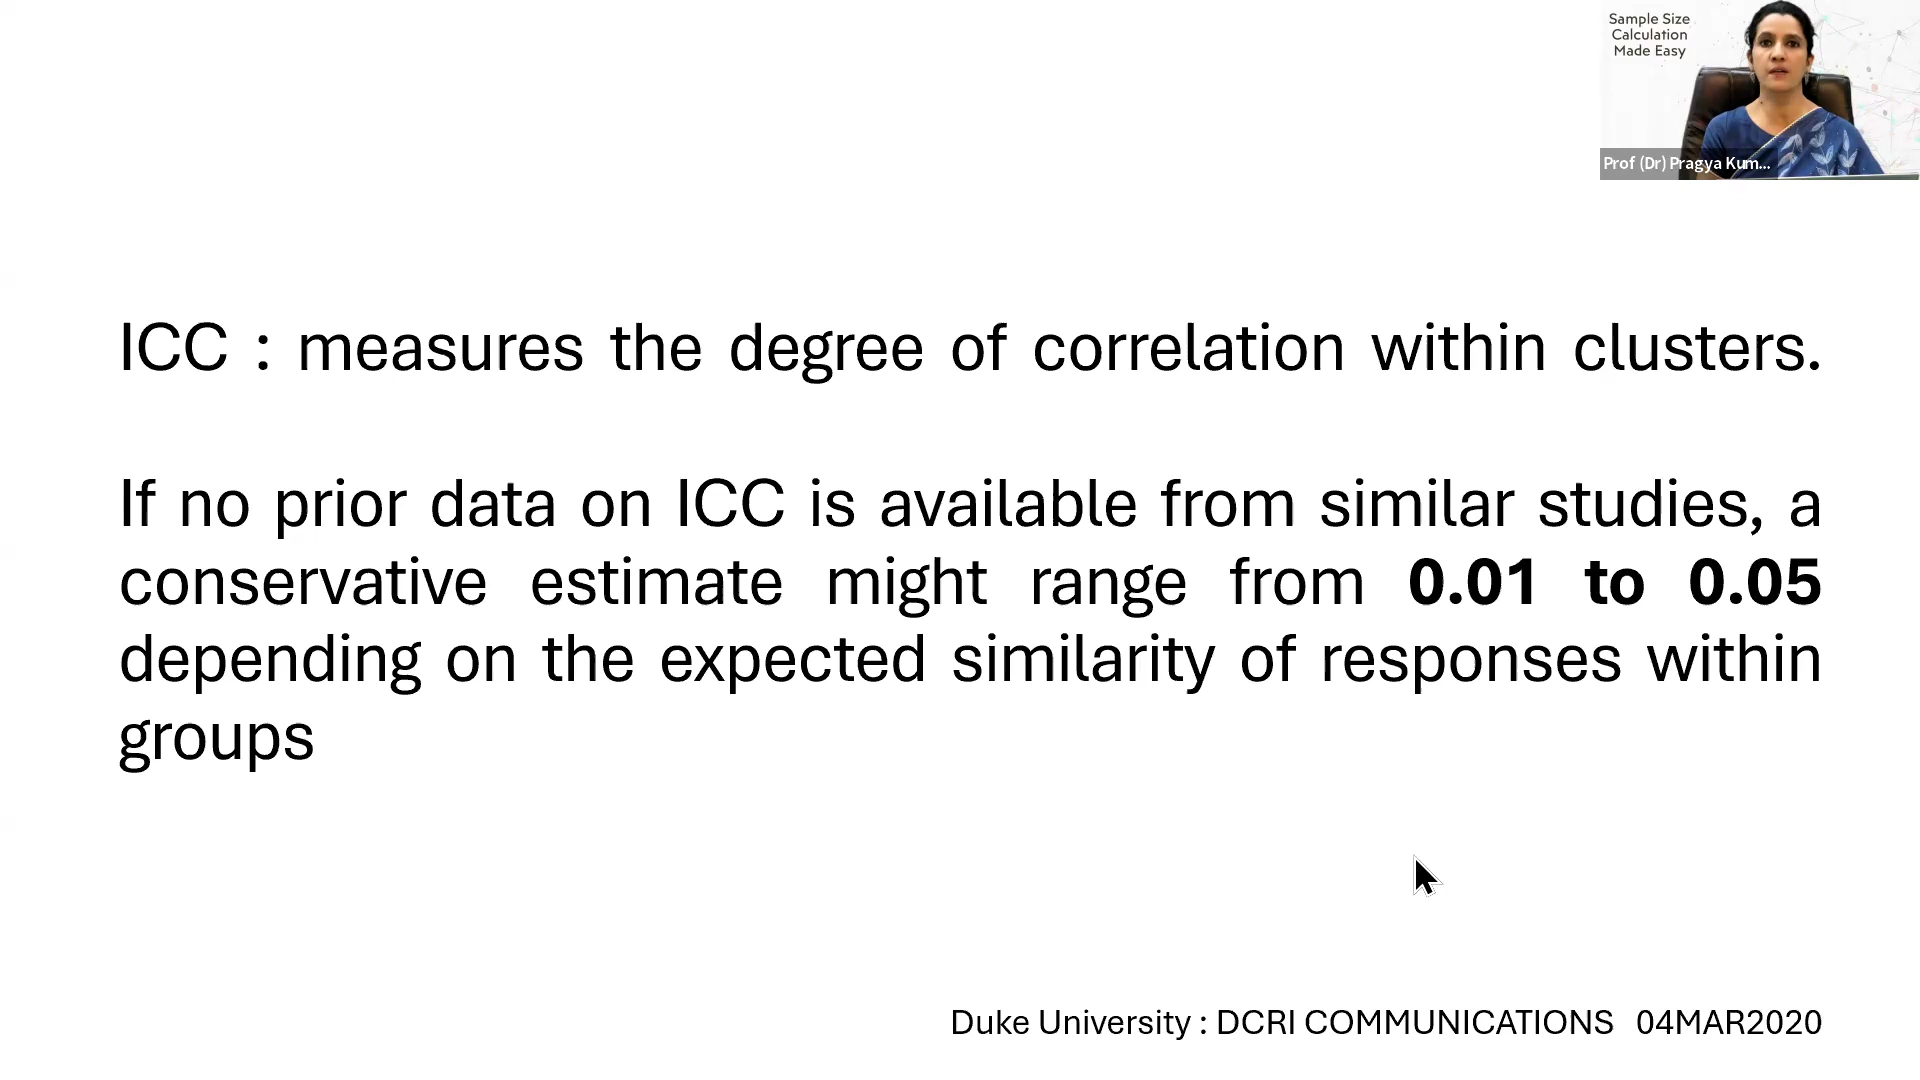 Sample Size
Calculation
Made Easy
Prof (Dr) Pragya Kum...
ICC : measures the degree of correlation within clusters.
If no prior data on ICC is available from similar studies, a
conservative estimate might range from 0.01 to 0.05
depending on the expected similarity of responses within
groups
Duke University : DCRI COMMUNICATIONS 04MAR2020